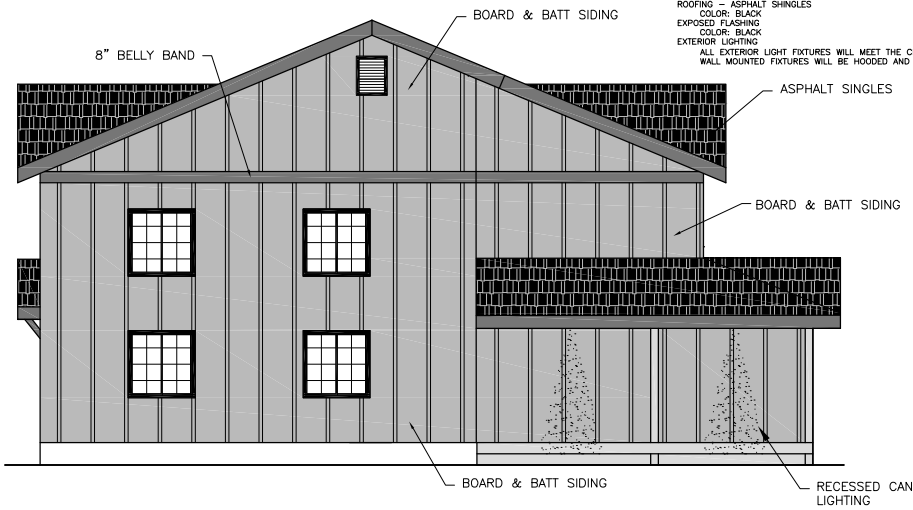 ROOFING - ASPHALT SHINGLES
COLOR: BLACK
EXPOSED FLASHING
COLOR: BLACK
EXTERIOR LIGHTING
ALL EXTERIOR LIGHT FIXTURES WILL MEET THE C
WALL MOUNTED FIXTURES WILL BE HOODED AND
BOARD & BATT SIDING
8" BELLY BAND
ASPHALT SINGLES
BOARD & BATT SIDING
BOARD & BATT SIDING
RECESSED CAN
LIGHTING